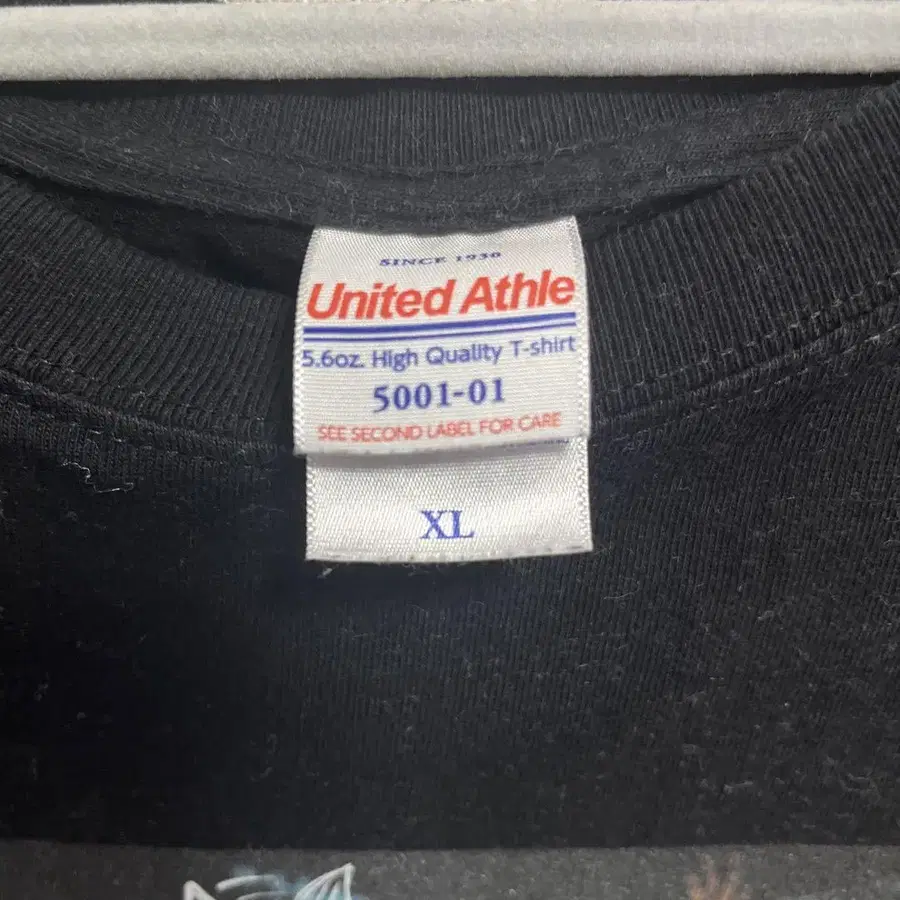 SINCE 1930
United Athle
5.6oz. High Quality T-shirt
5001-01
SEE SECOND LABEL FOR CARE
XL